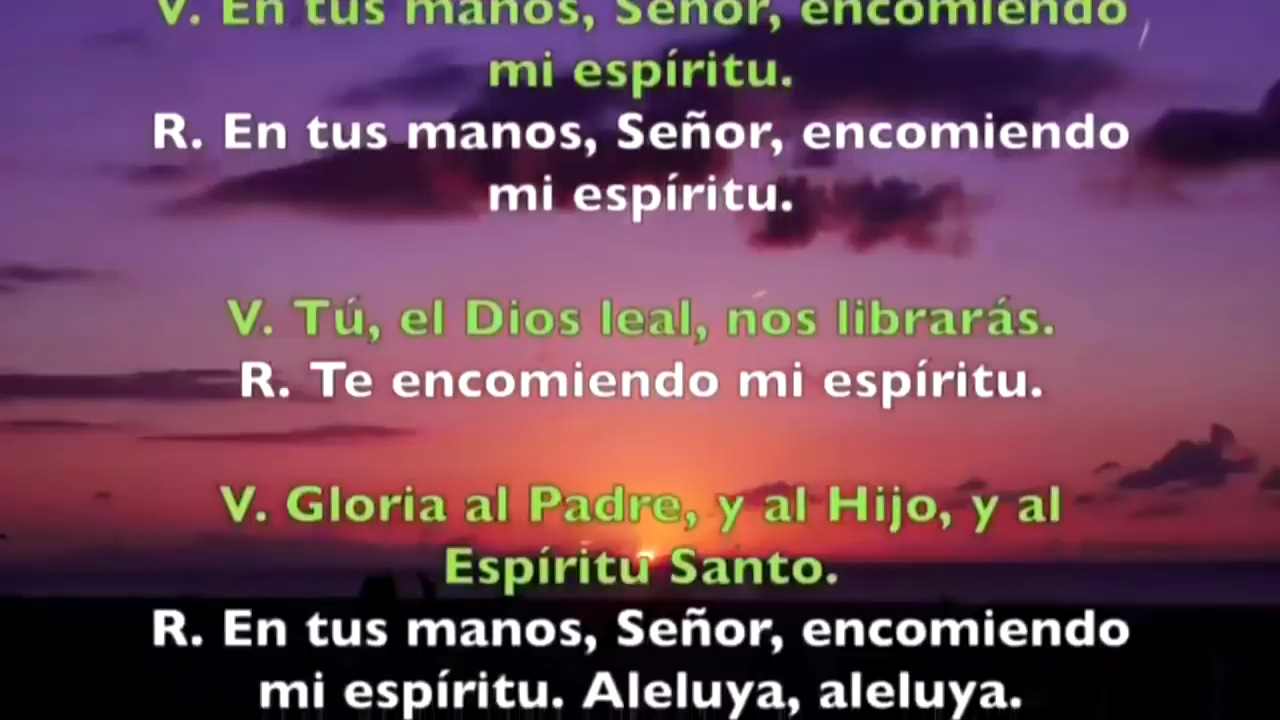 V. En tus manos, Señor, encomiendo
mi espíritu.
R. En tus manos, Señor, encomiendo
mi espíritu.
V. Tú, el Dios leal, nos librarás.
R. Te encomiendo mi espíritu.
V. Gloria al Padre, y al Hijo, y al
Espíritu Santo.
R. En tus manos, Señor, encomiendo
mi espíritu. Aleluya, aleluya.